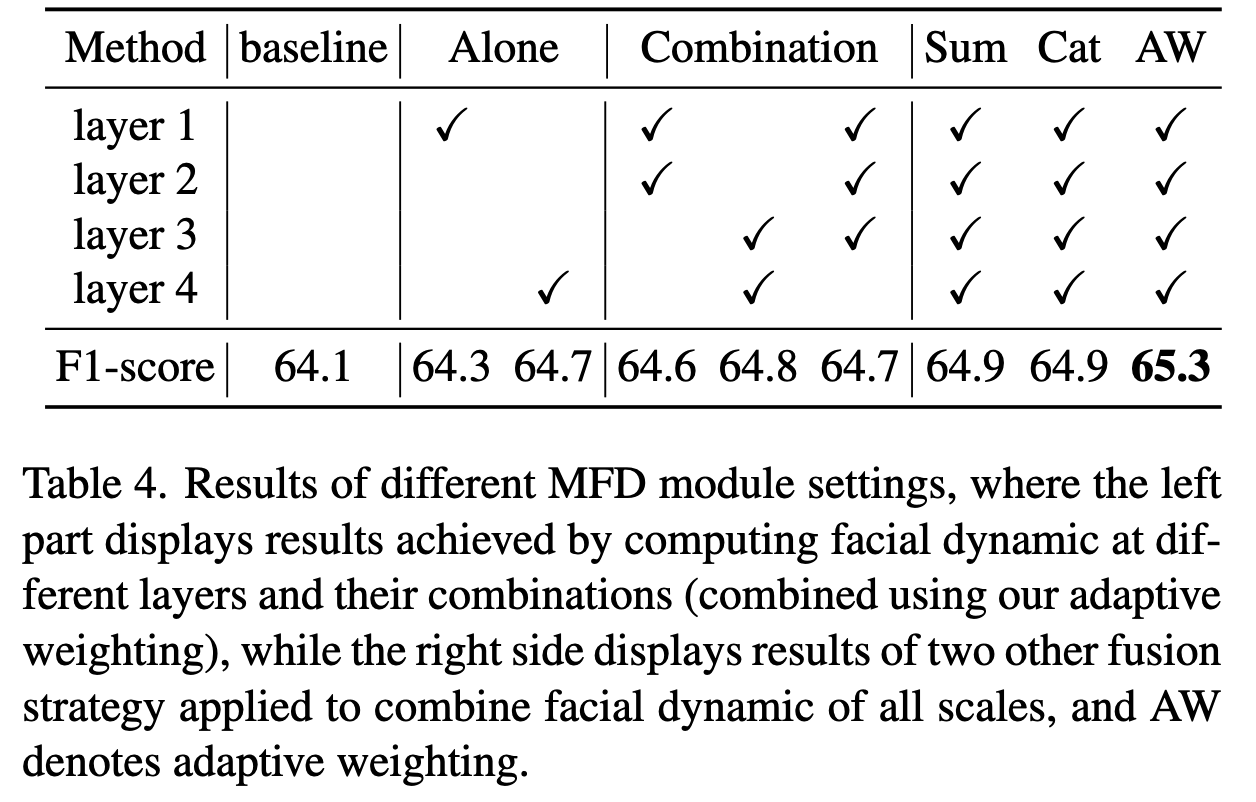 Method baseline Alone Combination Sum Cat AW
layer 1 ✓ ✓ ✓ ✓ ✓ ✓
layer 2 ✓ ✓ ✓ ✓ ✓
layer 3 ✓ ✓ ✓ ✓ ✓
layer 4 ✓ ✓ ✓ ✓ ✓
F1-score 64.1 64.3 64.7 64.6 64.8 64.7 64.9 64.9 65.3
Table 4. Results of different MFD module settings, where the left
part displays results achieved by computing facial dynamic at dif-
ferent layers and their combinations (combined using our adaptive
weighting), while the right side displays results of two other fusion
strategy applied to combine facial dynamic of all scales, and AW
denotes adaptive weighting.